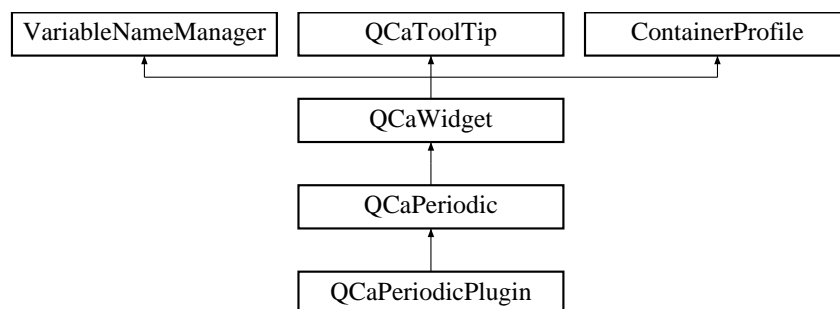 VariableNameManager
QCaToolTip
ContainerProfile
QCaWidget
QCaPeriodic
QCaPeriodicPlugin